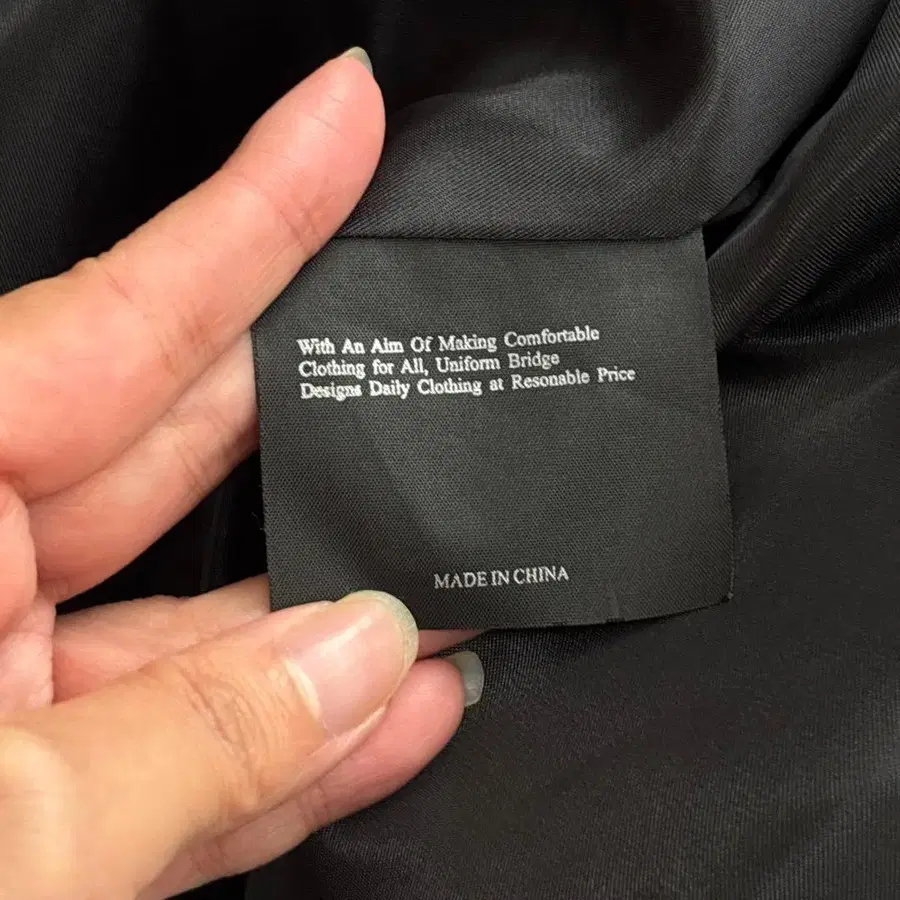 With An Aim Of Making Comfortable
Clothing for All, Uniform Bridge
Designs Daily Clothing at Resonable Price
MADE IN CHINA